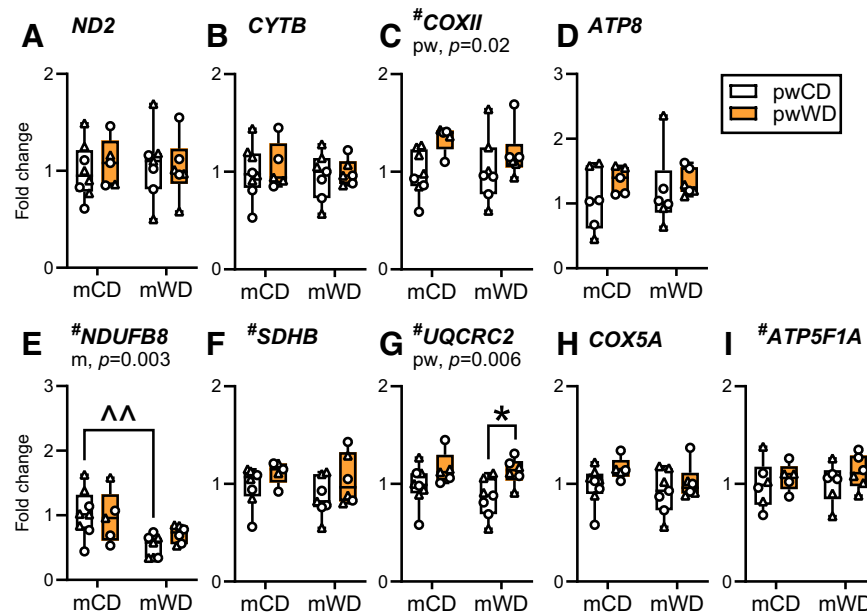 A ND2
B CYTB
C #COXII
pw, p=0.02
D ATP8
pwCD
pwWD
Fold change
2
1
0
mCD mWD
2
1
0
mCD mWD
2
1
0
mCD mWD
3
2
1
0
mCD mWD
E #NDUFB8
m, p=0.003
F #SDHB
G #UQCRC2
pw, p=0.006
H COX5A
I #ATP5F1A
Fold change
3
2
1
0
^^
mCD mWD
2
1
0
mCD mWD
2
1
0
*
mCD mWD
2
1
0
mCD mWD
2
1
0
mCD mWD